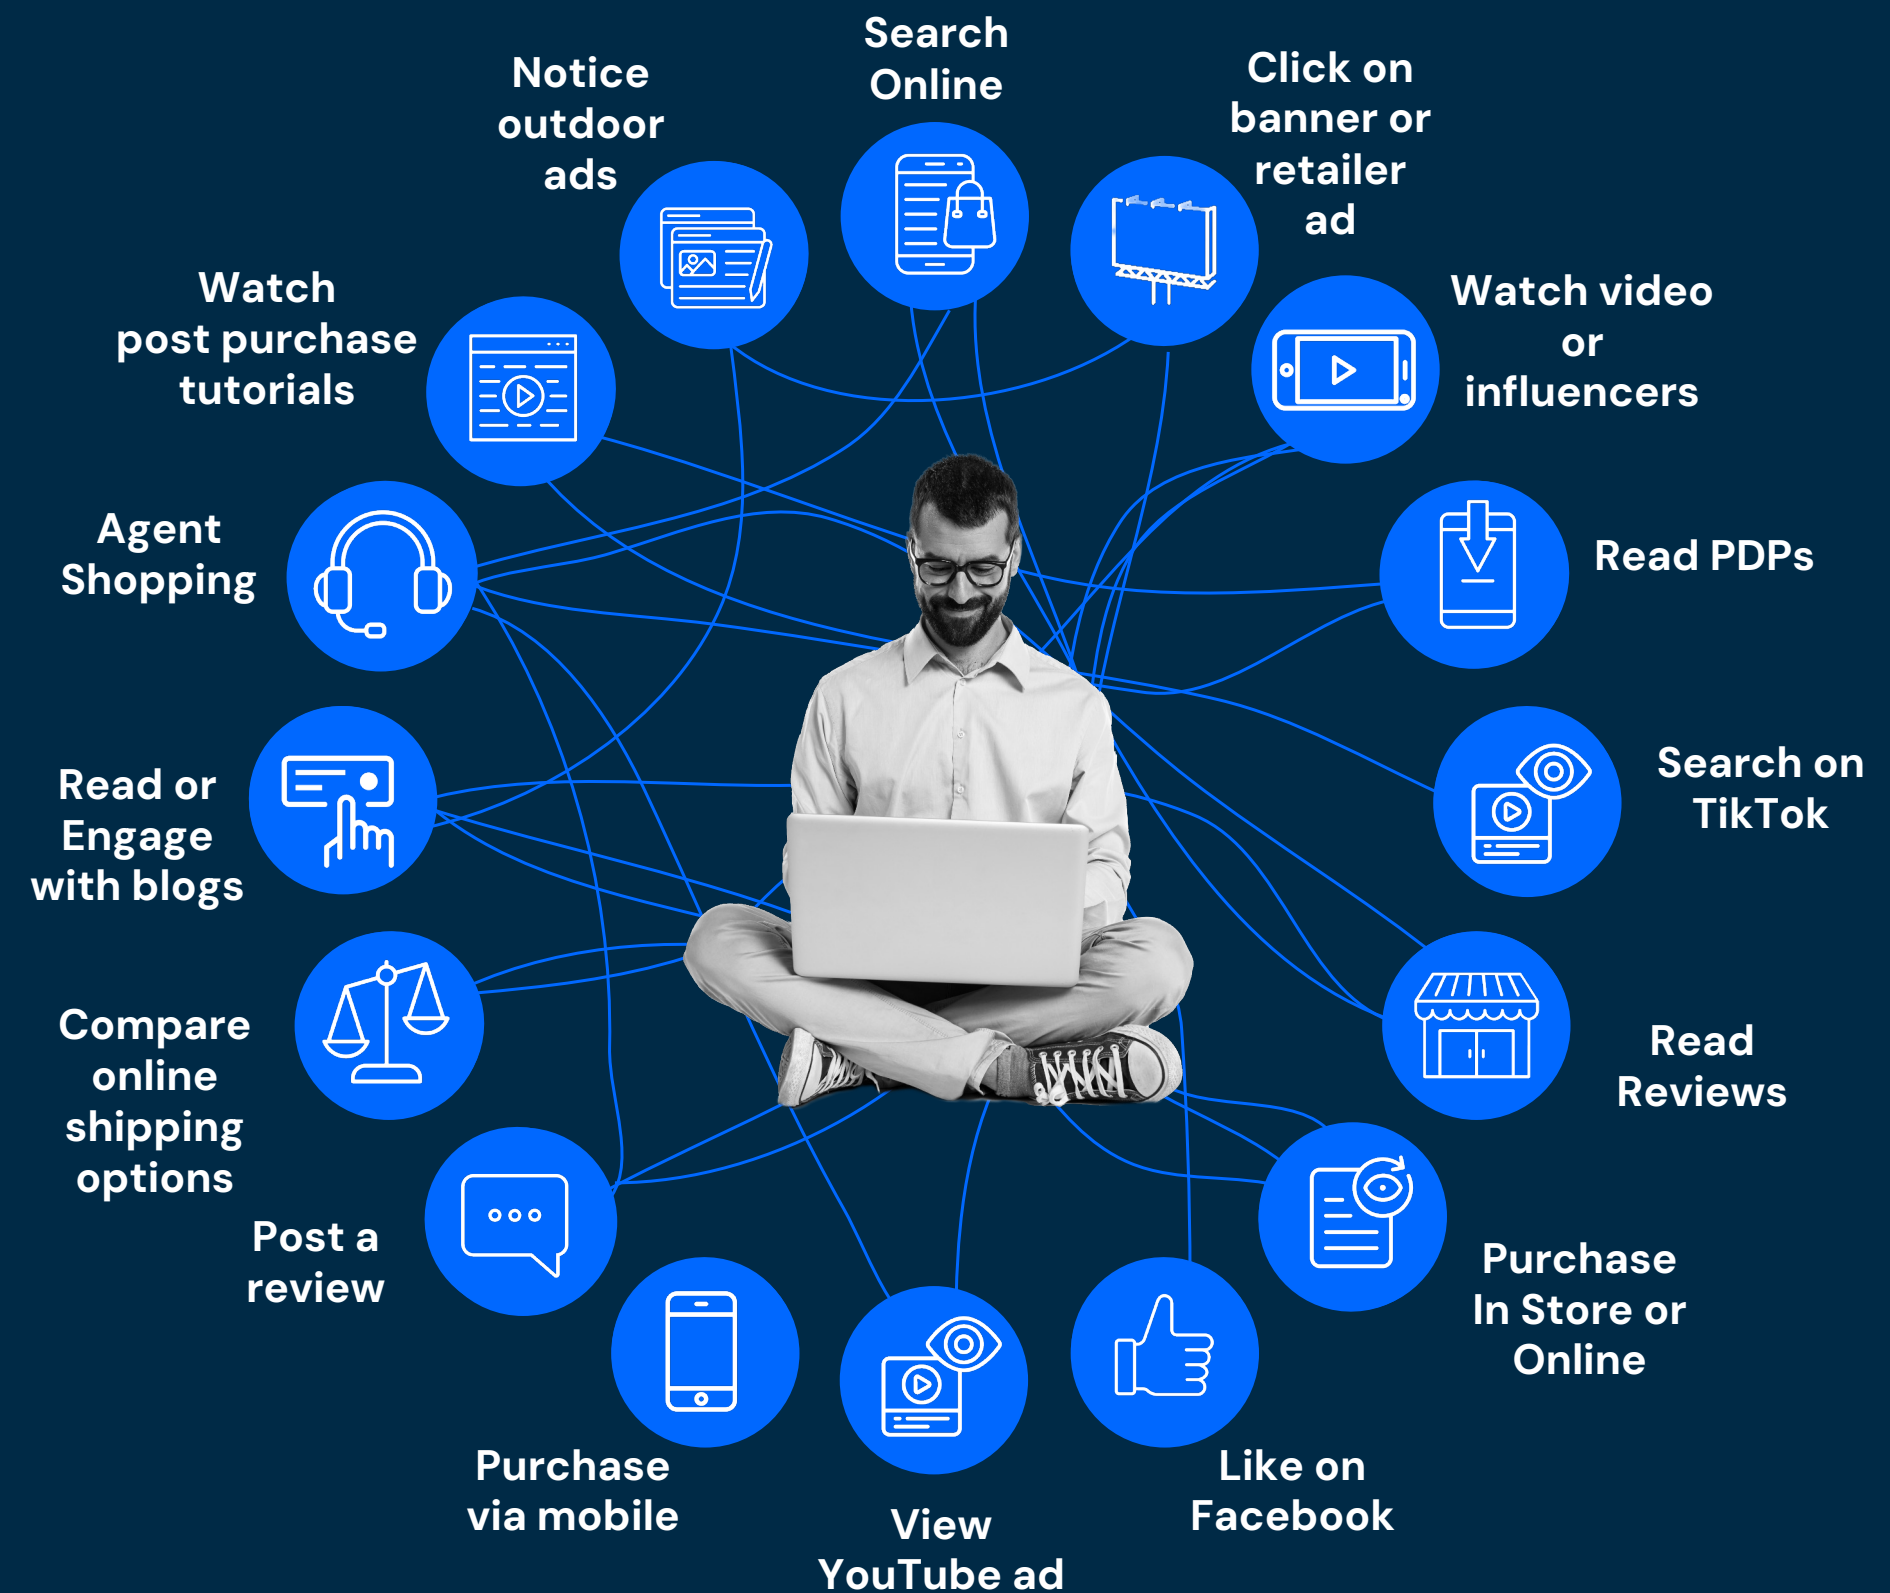 Search
Online
Click on
banner or
retailer
ad
Watch video
or
influencers
Read PDPs
Search on
TikTok
Read
Reviews
Purchase
In Store or
Online
Like on
Facebook
View
YouTube ad
Purchase
via mobile
Post a
review
Compare
online
shipping
options
Read or
Engage
with blogs
Agent
Shopping
Watch
post purchase
tutorials
Notice
outdoor
ads